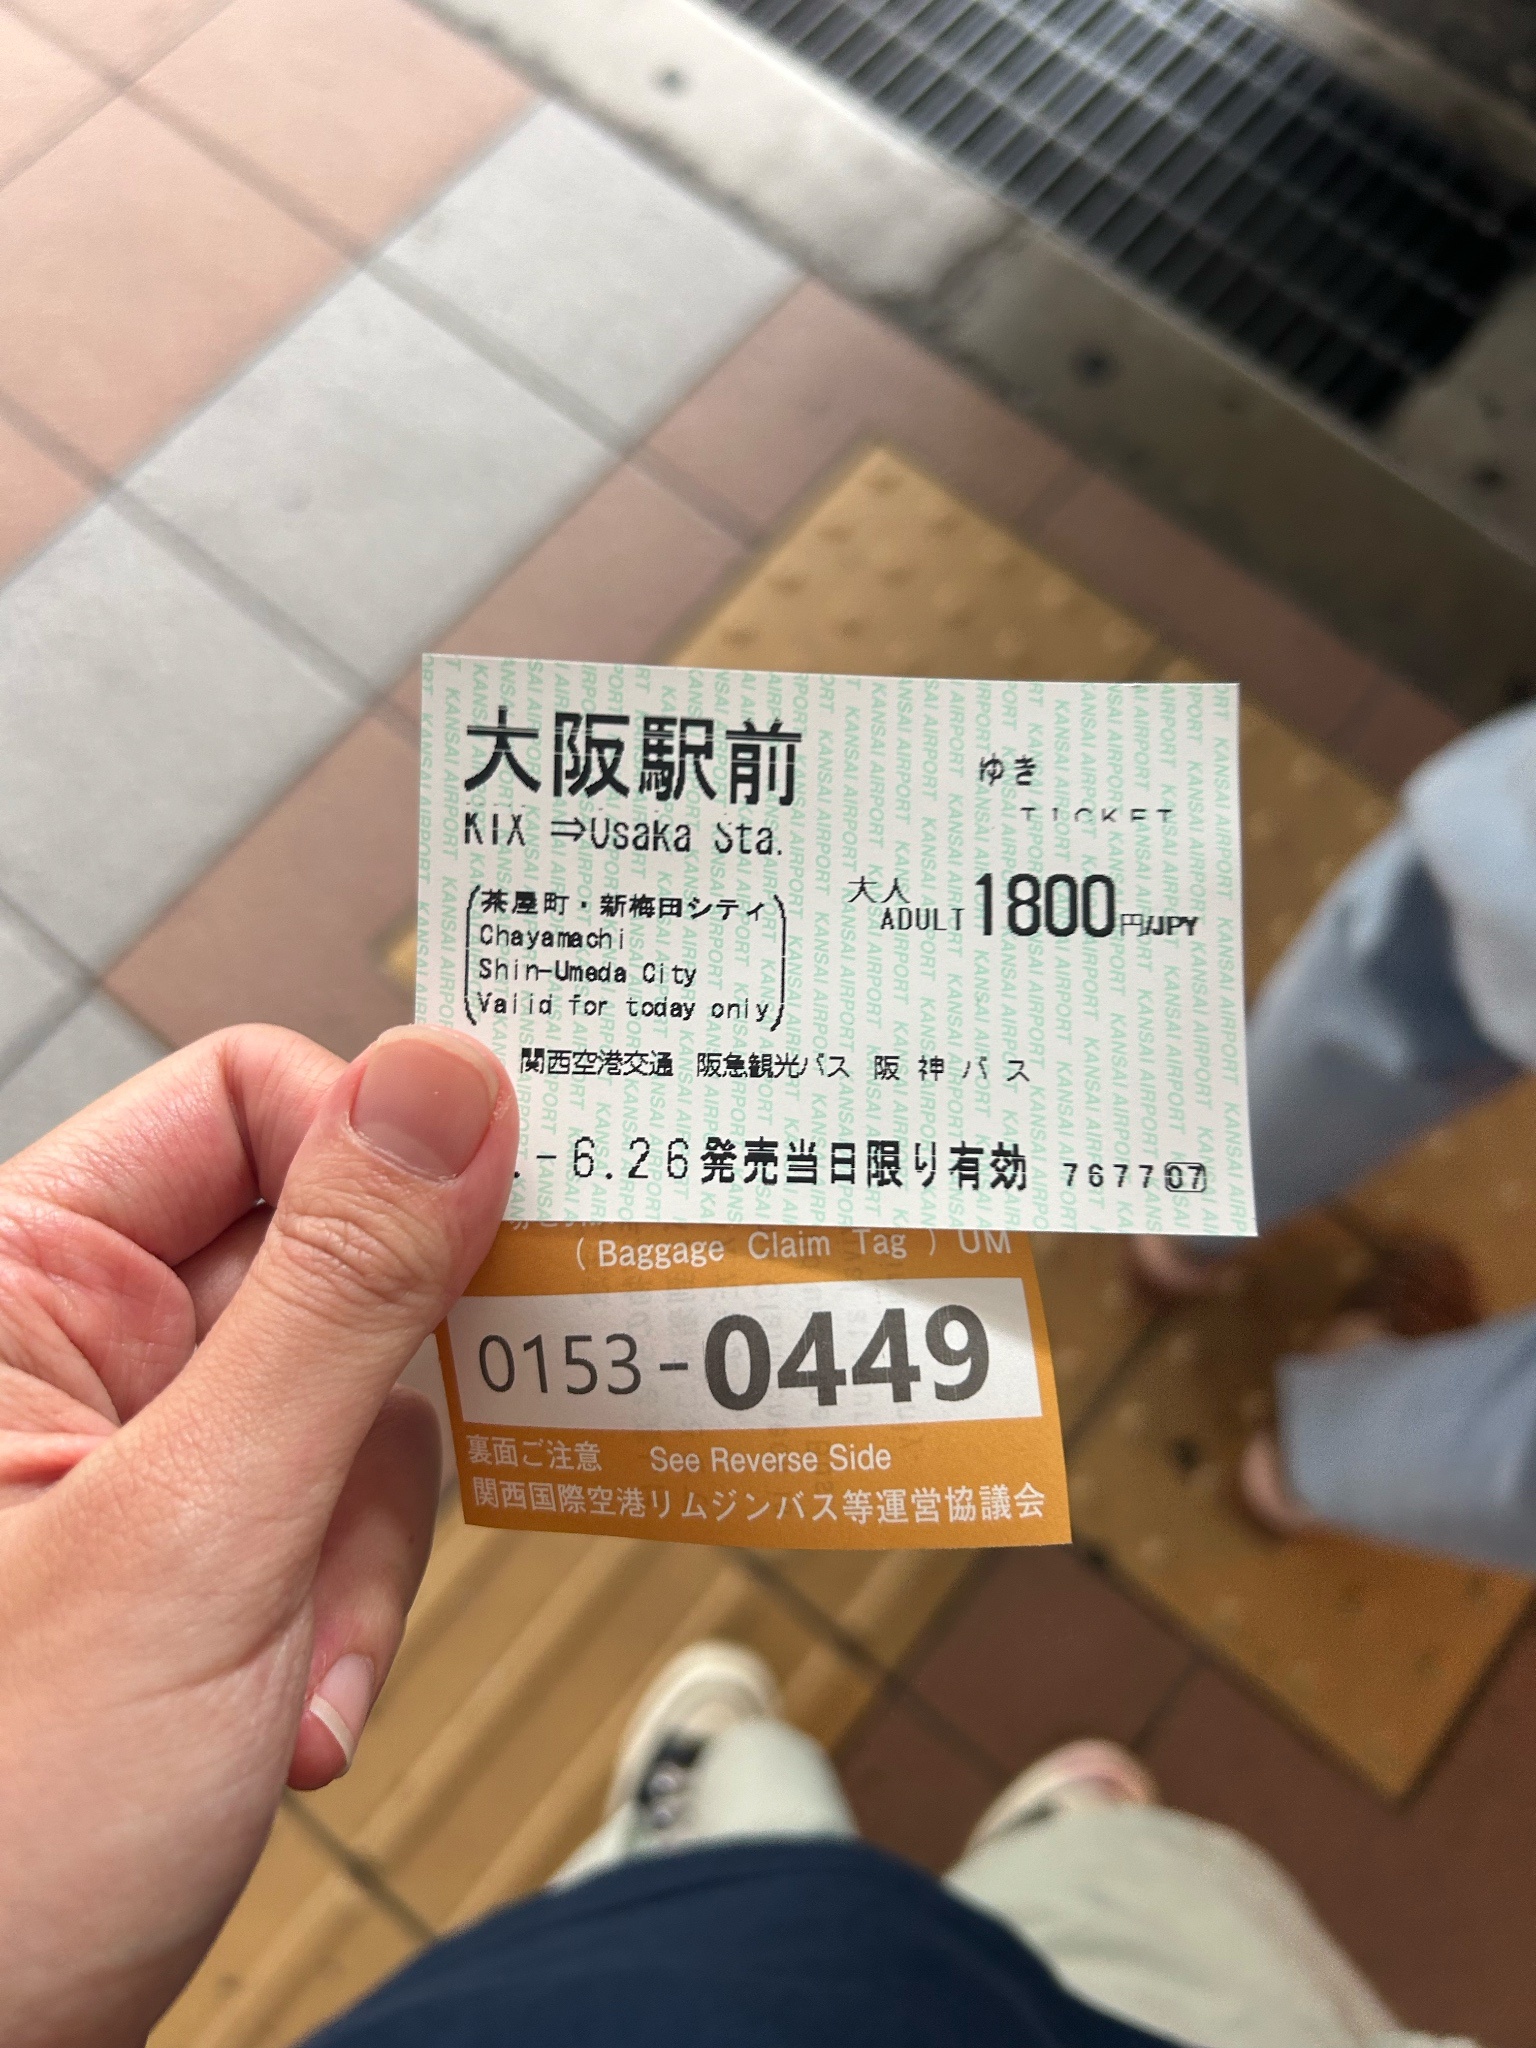 大阪駅前 ゆき
TICKET
KIX ⇒Osaka Sta.
大人
ADULT 1800円/JPY
(茶屋町・新梅田シティ)
Chayamachi
Shin-Umeda City
Valid for today only
関西空港交通 阪急観光バス 阪神バス
.-6.26発売当日限り有効 7677 07
(Baggage Claim Tag) UM
0153-0449
裏面ご注意 See Reverse Side
関西国際空港リムジンバス等運営協議会
KANSAI AIRPORT